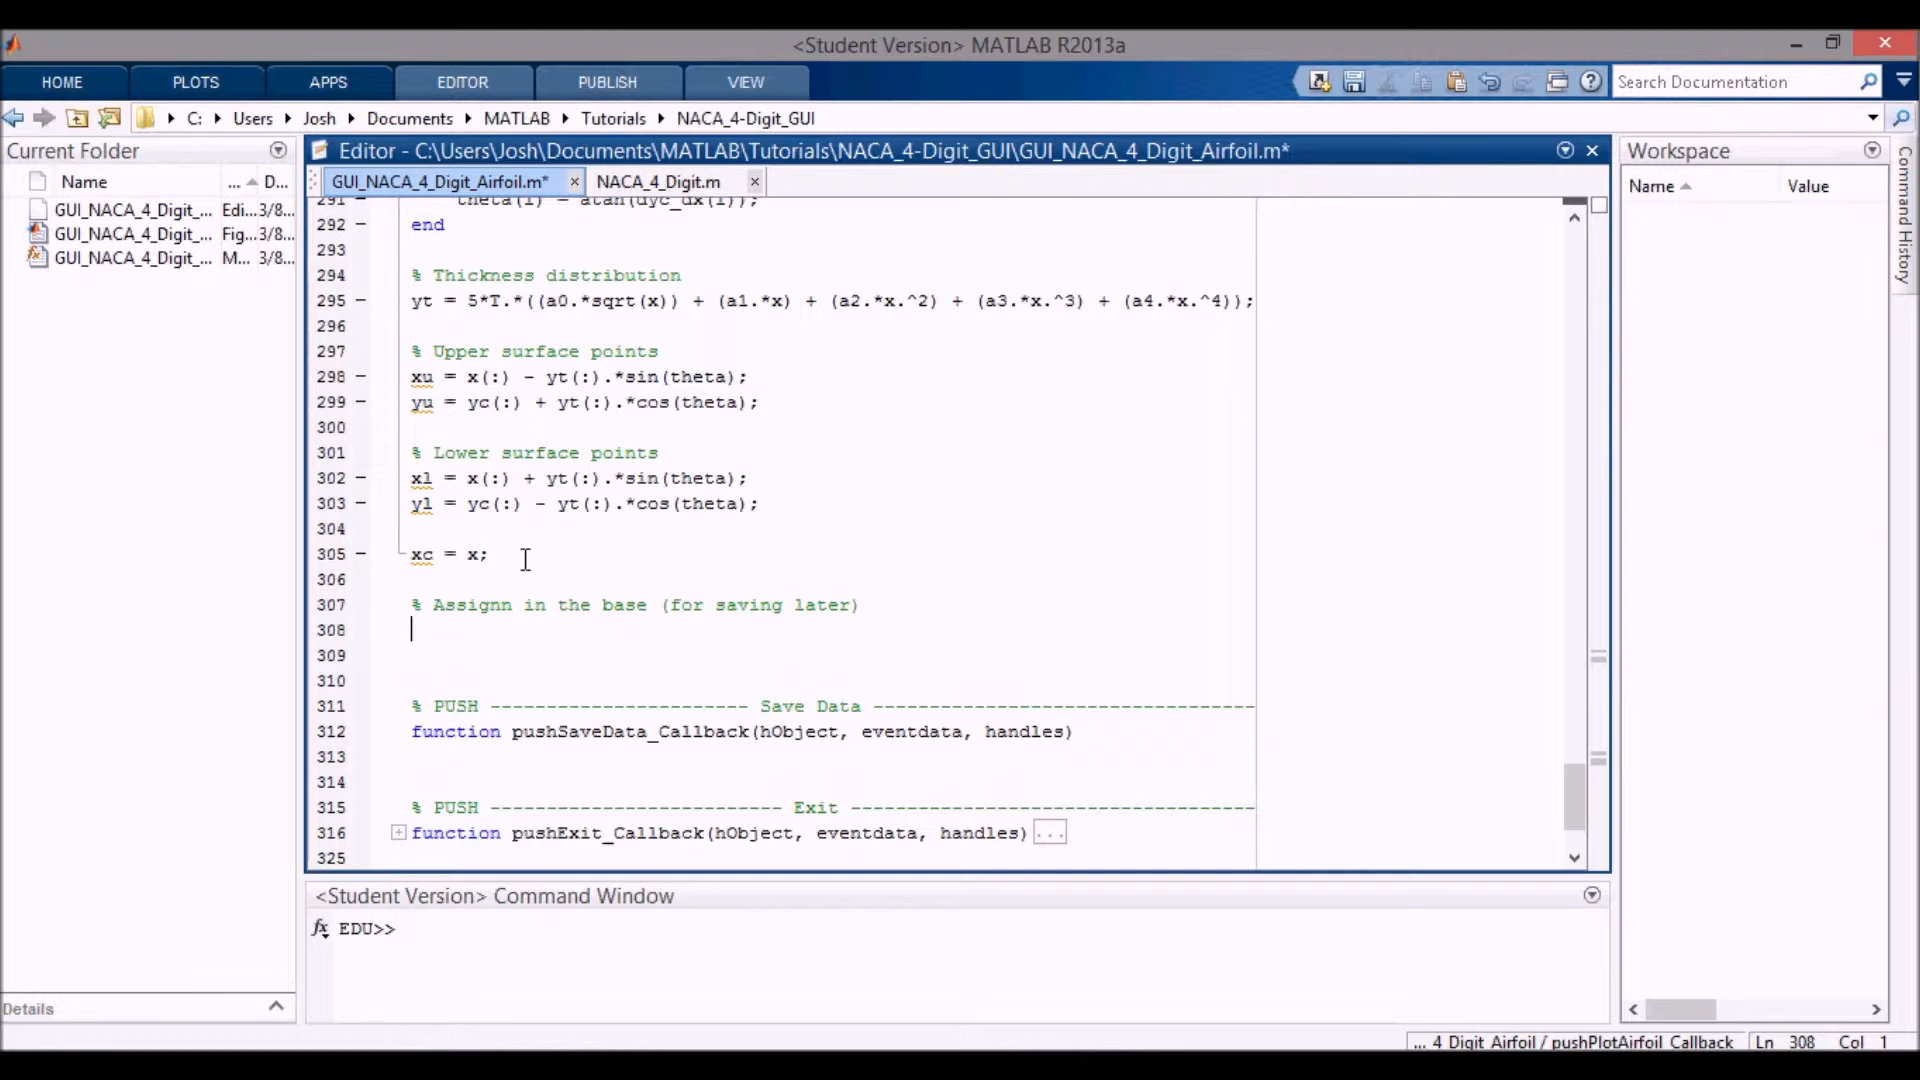 <Student Version> MATLAB R2013a
HOME PLOTS APPS EDITOR PUBLISH VIEW
Search Documentation
C: Users Josh Documents MATLAB Tutorials NACA_4-Digit_GUI
Current Folder
Editor - C:\Users\Josh\Documents\MATLAB\Tutorials\NACA_4-Digit_GUI\GUI_NACA_4_Digit_Airfoil.m*
Workspace
Name ... D...
GUI_NACA_4_Digit_Airfoil.m* NACA_4_Digit.m
Name Value
GUI_NACA_4_Digit_... Edi... 3/8...
GUI_NACA_4_Digit_... Fig... 3/8...
GUI_NACA_4_Digit_... M... 3/8...
Command History
291 theta(i) = atan(dyc_dx(i));
292 end
293
294 % Thickness distribution
295 yt = 5*T.*((a0.*sqrt(x)) + (a1.*x) + (a2.*x.^2) + (a3.*x.^3) + (a4.*x.^4));
296
297 % Upper surface points
298 xu = x(:) - yt(:).*sin(theta);
299 yu = yc(:) + yt(:).*cos(theta);
300
301 % Lower surface points
302 xl = x(:) + yt(:).*sin(theta);
303 yl = yc(:) - yt(:).*cos(theta);
304
305 xc = x;
306
307 % Assignn in the base (for saving later)
308
309
310
311 % PUSH ----------------------- Save Data ----------------------------------
312 function pushSaveData_Callback(hObject, eventdata, handles)
313
314
315 % PUSH -------------------------- Exit ------------------------------------
316 function pushExit_Callback(hObject, eventdata, handles) ...
325
<Student Version> Command Window
fx EDU>>
Details
... 4 Digit Airfoil / pushPlotAirfoil Callback Ln 308 Col 1